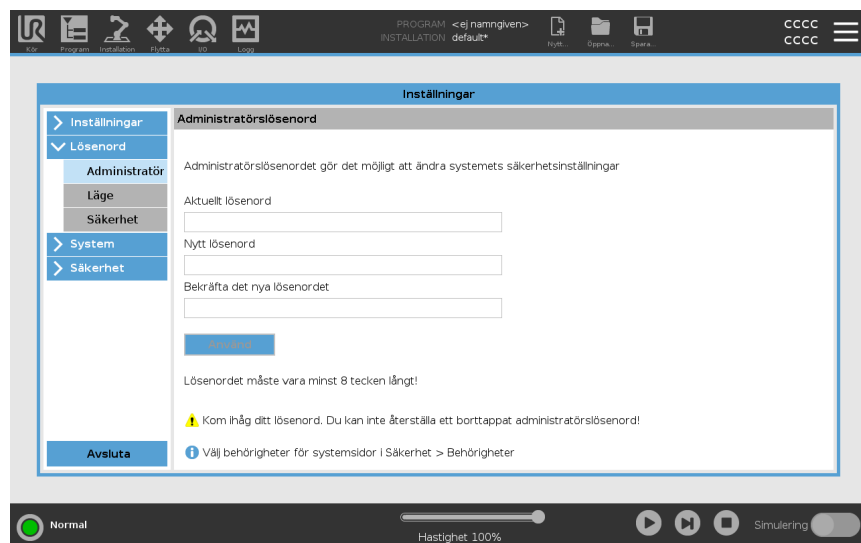 PROGRAM <ej namngiven>
INSTALLATION default*
CCCC
CCCC
Kör Program Installation Flytta I/O Logg Nytt... Öppna... Spara...
Inställningar
Inställningar
Lösenord
Administratör
Läge
Säkerhet
System
Säkerhet
Avsluta
Administratörslösenord
Administratörslösenordet gör det möjligt att ändra systemets säkerhetsinställningar
Aktuellt lösenord
Nytt lösenord
Bekräfta det nya lösenordet
Använd
Lösenordet måste vara minst 8 tecken långt!
Kom ihåg ditt lösenord. Du kan inte återställa ett borttappat administratörslösenord!
Välj behörigheter för systemsidor i Säkerhet > Behörigheter
Normal
Hastighet 100%
Simulering